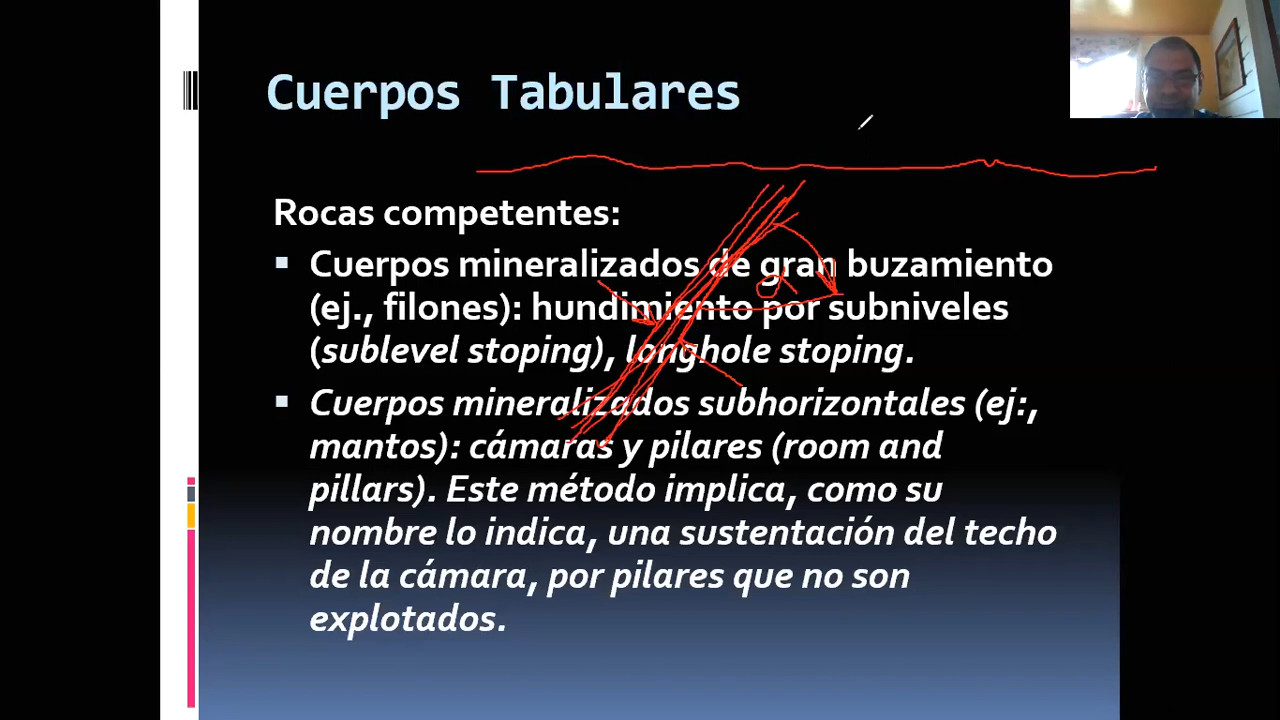 Cuerpos Tabulares
Rocas competentes:
Cuerpos mineralizados de gran buzamiento
(ej., filones): hundimiento por subniveles
(sublevel stoping), longhole stoping.
Cuerpos mineralizados subhorizontales (ej:,
mantos): cámaras y pilares (room and
pillars). Este método implica, como su
nombre lo indica, una sustentación del techo
de la cámara, por pilares que no son
explotados.